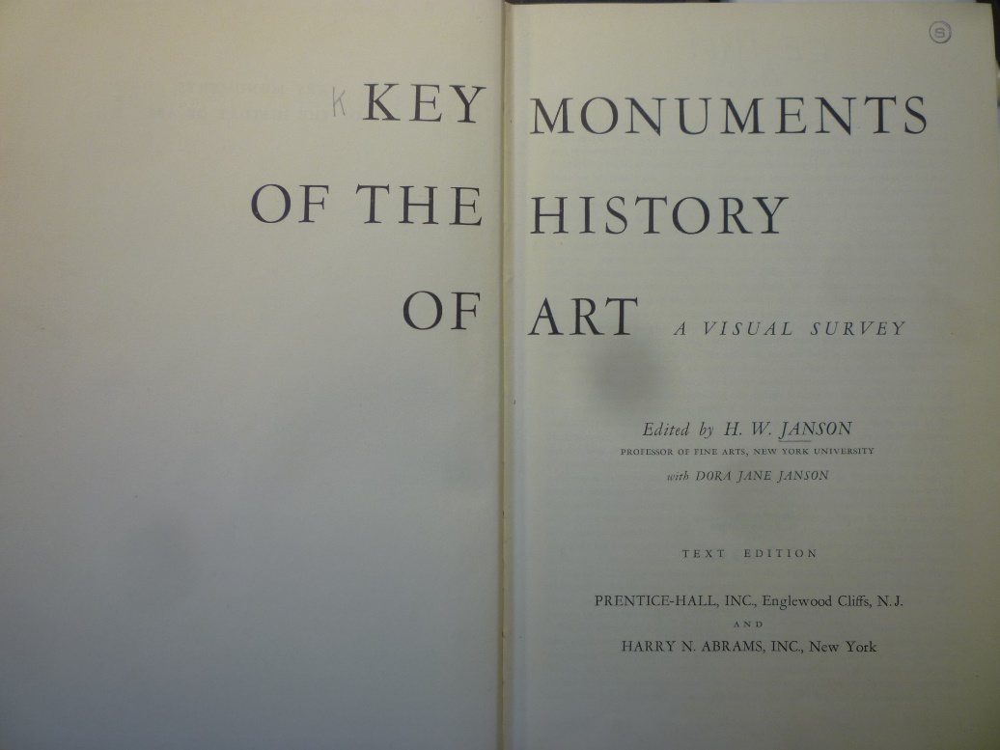 S
K KEY MONUMENTS
OF THE HISTORY
OF ART A VISUAL SURVEY
Edited by H. W. JANSON
PROFESSOR OF FINE ARTS, NEW YORK UNIVERSITY
with DORA JANE JANSON
TEXT EDITION
PRENTICE-HALL, INC., Englewood Cliffs, N.J.
AND
HARRY N. ABRAMS, INC., New York